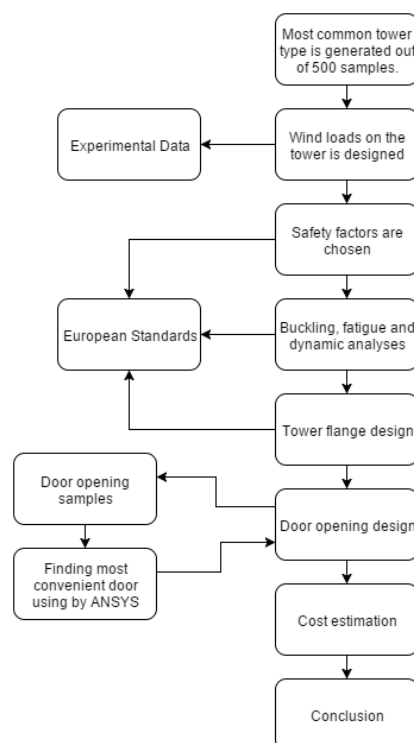 Most common tower
type is generated out
of 500 samples.
Experimental Data
Wind loads on the
tower is designed
Safety factors are
chosen
European Standards
Buckling, fatigue and
dynamic analyses
Tower flange design
Door opening
samples
Door opening design
Finding most
convenient door
using by ANSYS
Cost estimation
Conclusion